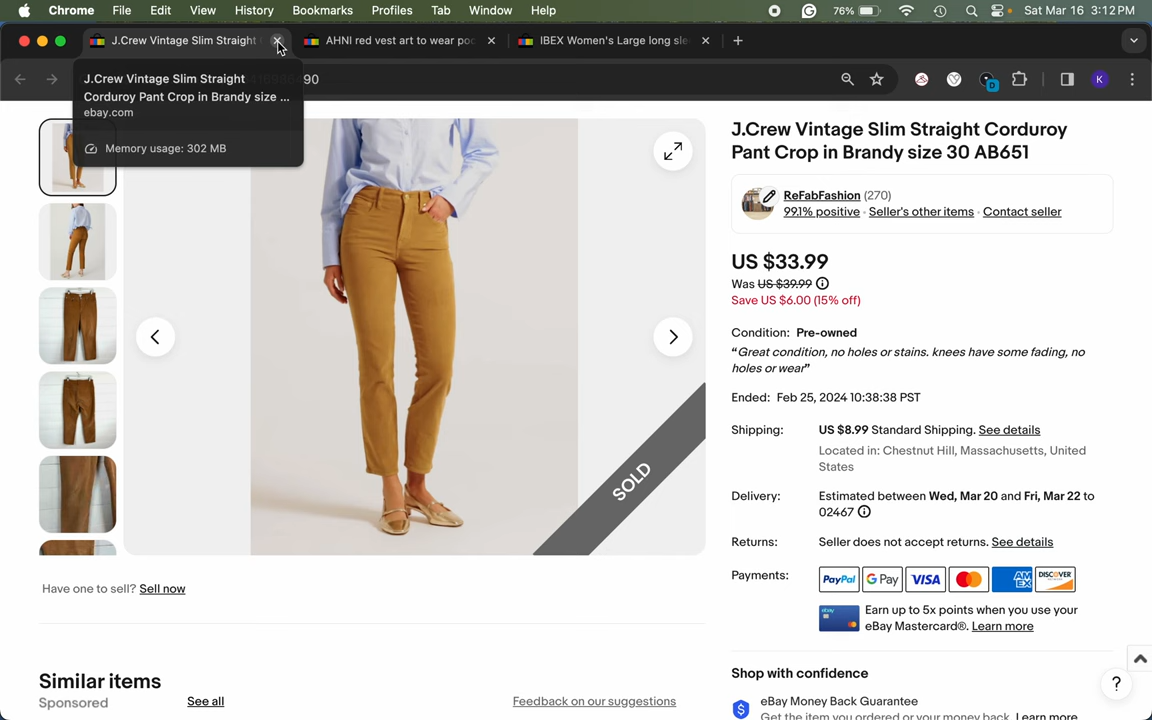 Chrome File Edit View History Bookmarks Profiles Tab Window Help 76% Sat Mar 16 3:12 PM
J.Crew Vintage Slim Straight AHNI red vest art to wear poc IBEX Women's Large long sle
90
J.Crew Vintage Slim Straight
Corduroy Pant Crop in Brandy size ...
ebay.com
Memory usage: 302 MB
K
J.Crew Vintage Slim Straight Corduroy
Pant Crop in Brandy size 30 AB651
ReFabFashion (270)
99.1% positive · Seller's other items · Contact seller
US $33.99
Was US $39.99
Save US $6.00 (15% off)
Condition: Pre-owned
“Great condition, no holes or stains. knees have some fading, no
holes or wear”
Ended: Feb 25, 2024 10:38:38 PST
Shipping: US $8.99 Standard Shipping. See details
Located in: Chestnut Hill, Massachusetts, United
States
Delivery: Estimated between Wed, Mar 20 and Fri, Mar 22 to
02467
Returns: Seller does not accept returns. See details
Payments: PayPal G Pay VISA AM EX DISCOVER
Earn up to 5x points when you use your
eBay Mastercard®. Learn more
SOLD
Have one to sell? Sell now
Similar items
Sponsored
See all
Feedback on our suggestions
Shop with confidence
eBay Money Back Guarantee
Get the item you ordered or your money back. Learn more
?